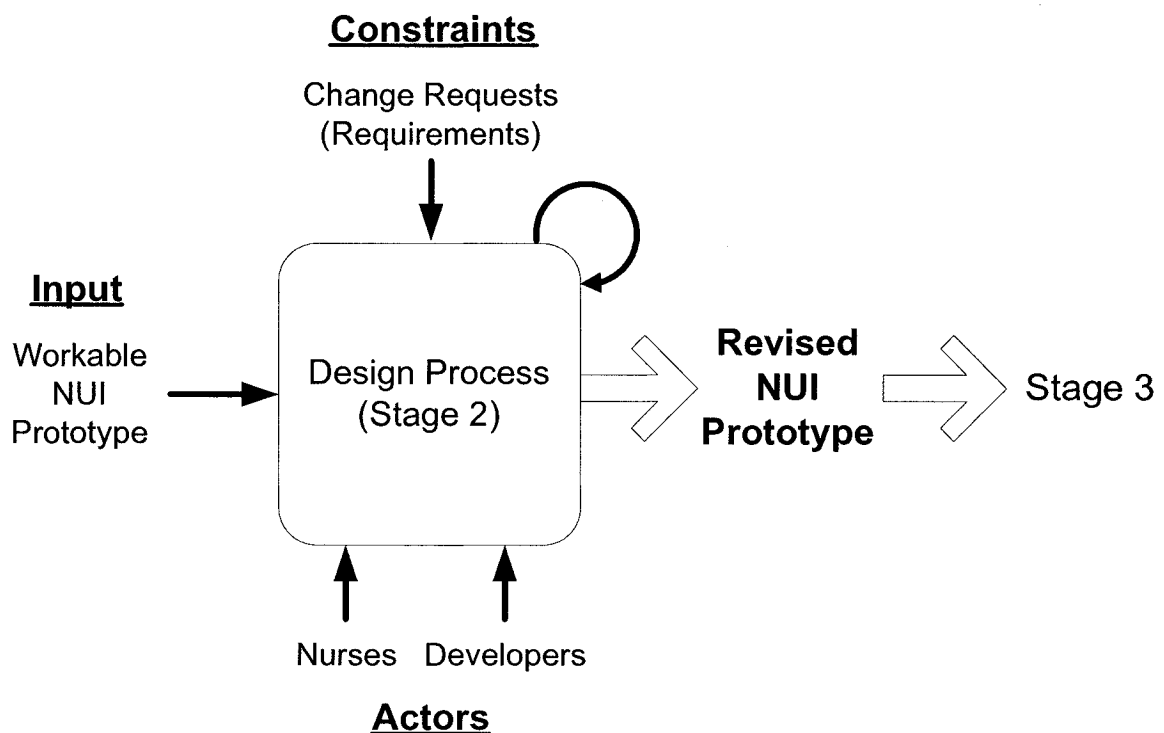 Constraints
Change Requests
(Requirements)
Input
Workable
NUI
Prototype
Design Process
(Stage 2)
Revised
NUI
Prototype
Stage 3
Nurses
Developers
Actors